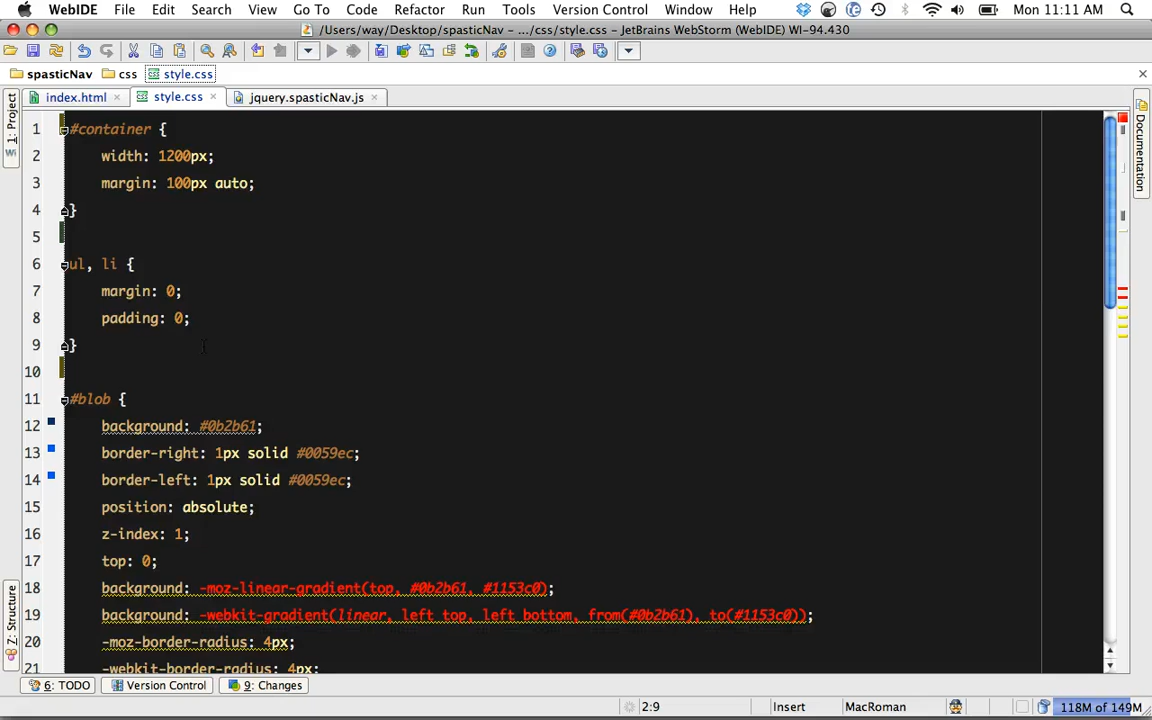 WebIDE File Edit Search View Go To Code Refactor Run Tools Version Control Window Help Mon 11:11 AM
/Users/way/Desktop/spasticNav - .../css/style.css - JetBrains WebStorm (WebIDE) WI-94.430
spasticNav css style.css
index.html style.css jquery.spasticNav.js
1: Project
Documentation
1 #container {
2 width: 1200px;
3 margin: 100px auto;
4 }
5
6 ul, li {
7 margin: 0;
8 padding: 0;
9 }
10
11 #blob {
12 background: #0b2b61;
13 border-right: 1px solid #0059ec;
14 border-left: 1px solid #0059ec;
15 position: absolute;
16 z-index: 1;
17 top: 0;
18 background: -moz-linear-gradient(top, #0b2b61, #1153c0);
19 background: -webkit-gradient(linear, left top, left bottom, from(#0b2b61), to(#1153c0));
20 -moz-border-radius: 4px;
21 -webkit-border-radius: 4px;
Z: Structure
6: TODO Version Control 9: Changes
2:9 Insert MacRoman 118M of 149M